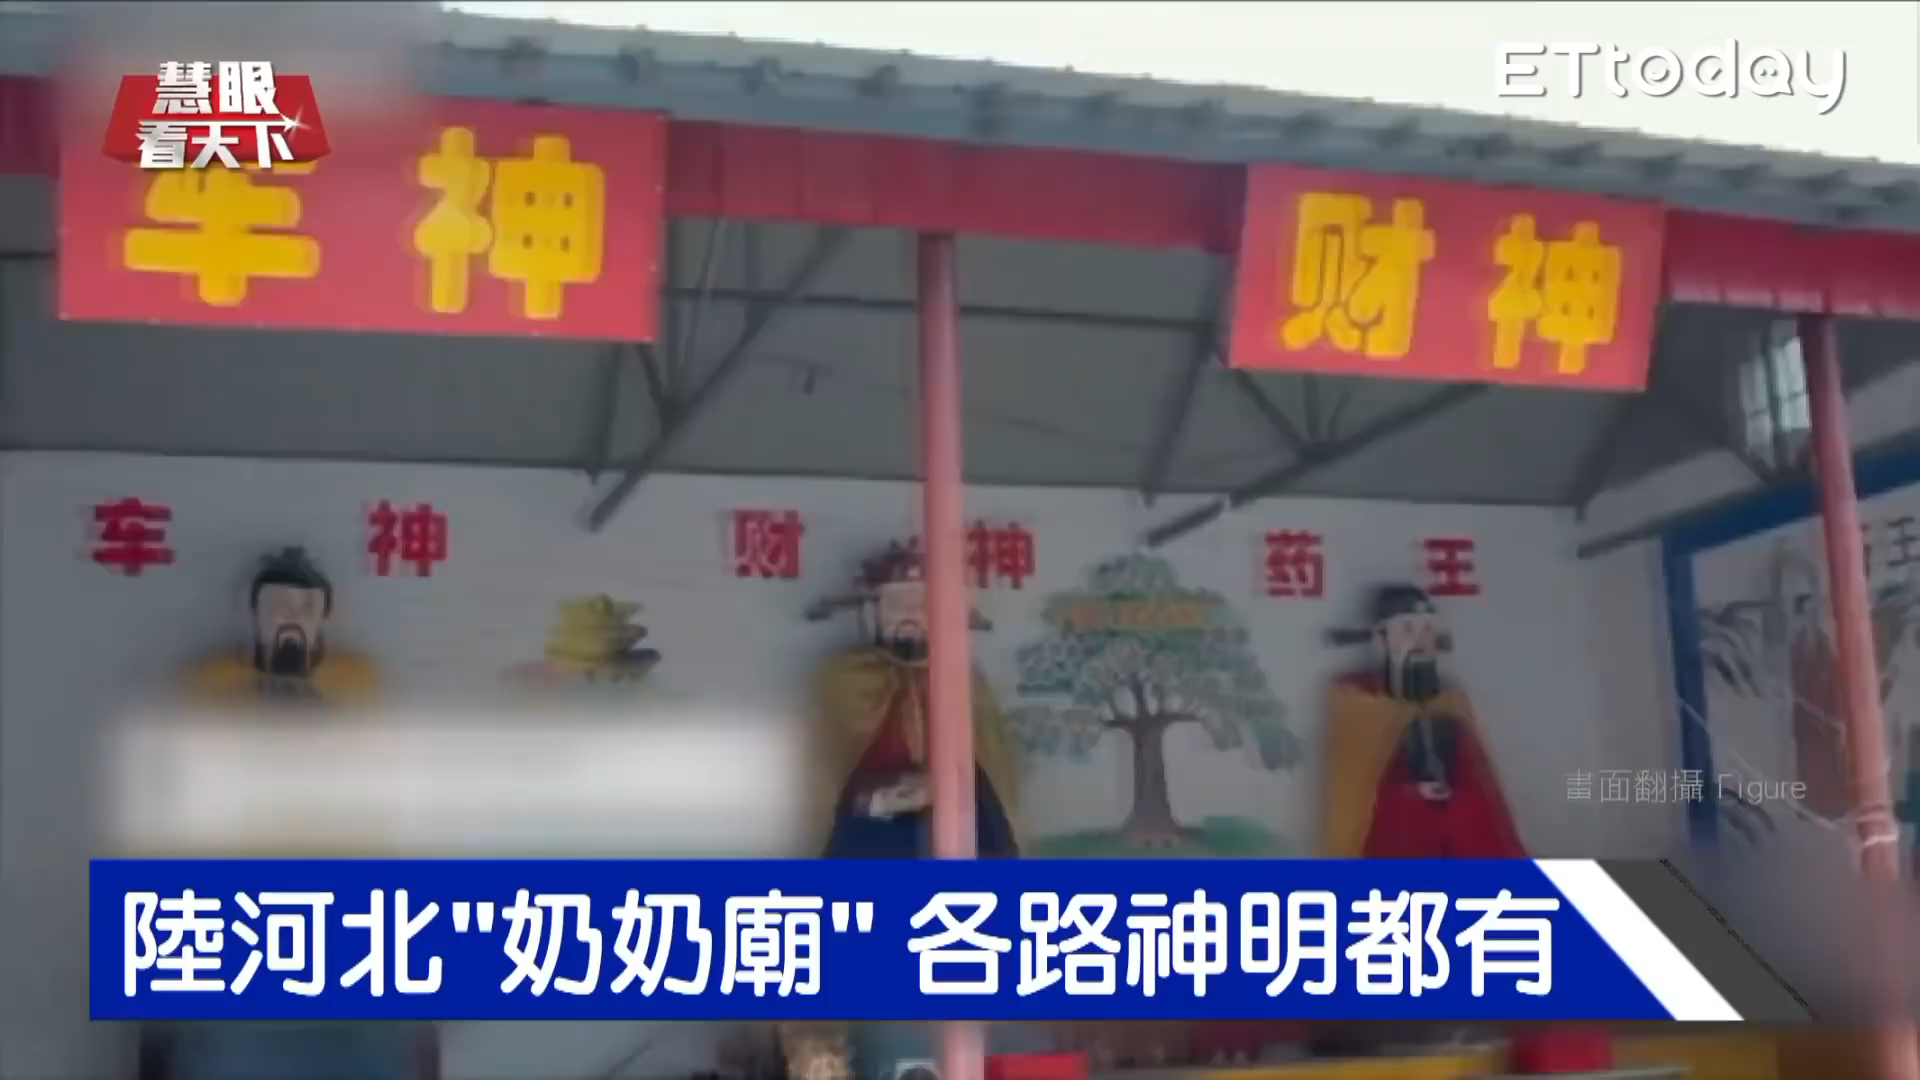 慧眼
看天下
ETtoday
车神
财神
车神
财神
药王
王
畫面翻攝 Figure
陸河北"奶奶廟" 各路神明都有